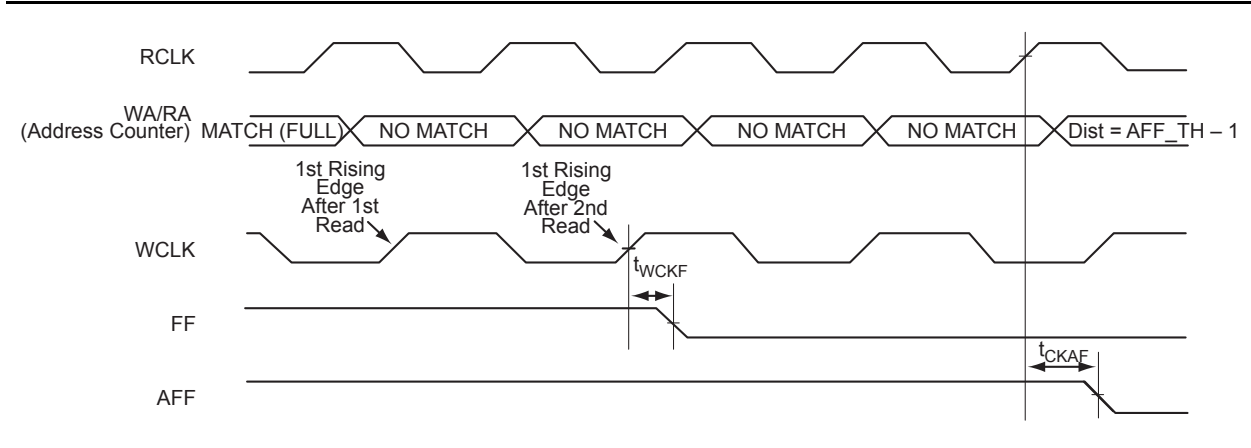 RCLK
WA/RA
(Address Counter)
MATCH (FULL)
NO MATCH
NO MATCH
NO MATCH
NO MATCH
Dist = AFF_TH – 1
1st Rising
Edge
After 1st
Read
1st Rising
Edge
After 2nd
Read
WCLK
tWCKF
FF
tCKAF
AFF